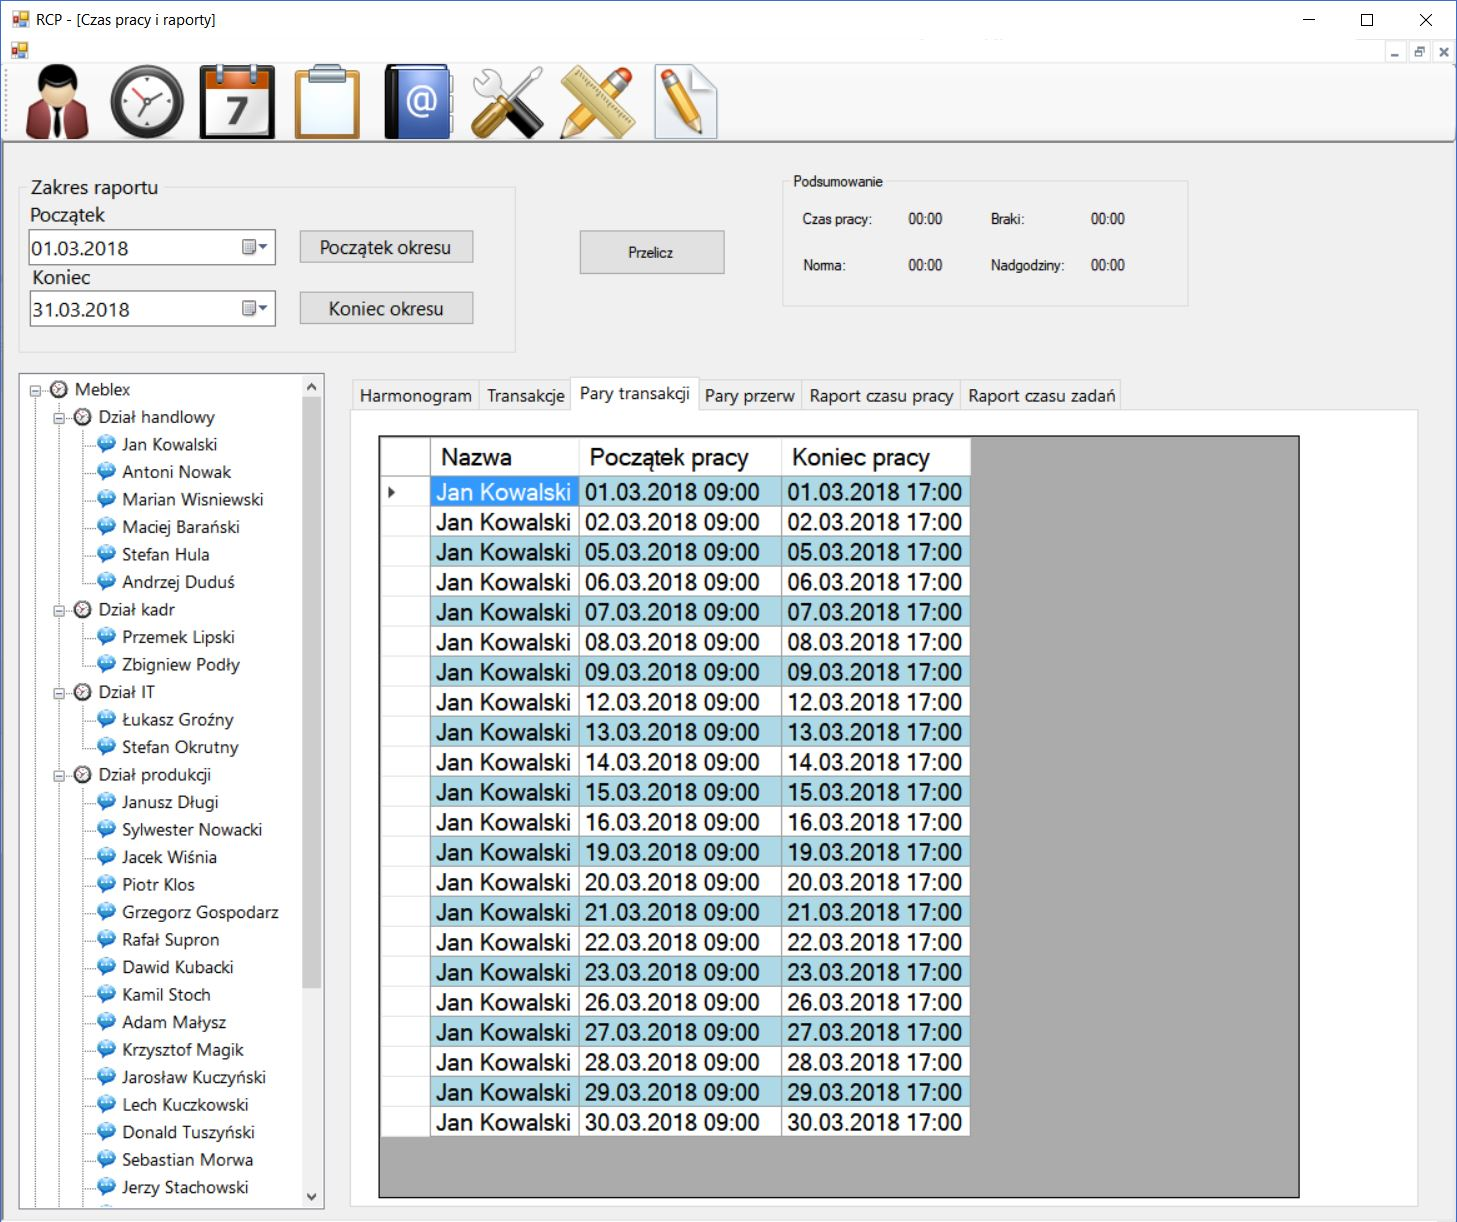 RCP - [Czas pracy i raporty]
7
@
Zakres raportu
Początek
01.03.2018
Początek okresu
Koniec
31.03.2018
Koniec okresu
Przelicz
Podsumowanie
Czas pracy: 00:00 Braki: 00:00
Norma: 00:00 Nadgodziny: 00:00
Meblex
Dział handlowy
Jan Kowalski
Antoni Nowak
Marian Wisniewski
Maciej Barański
Stefan Hula
Andrzej Duduś
Dział kadr
Przemek Lipski
Zbigniew Podły
Dział IT
Łukasz Groźny
Stefan Okrutny
Dział produkcji
Janusz Długi
Sylwester Nowacki
Jacek Wiśnia
Piotr Klos
Grzegorz Gospodarz
Rafał Supron
Dawid Kubacki
Kamil Stoch
Adam Małysz
Krzysztof Magik
Jarosław Kuczyński
Lech Kuczkowski
Donald Tuszyński
Sebastian Morwa
Jerzy Stachowski
Harmonogram Transakcje Pary transakcji Pary przerw Raport czasu pracy Raport czasu zadań
Nazwa Początek pracy Koniec pracy
Jan Kowalski 01.03.2018 09:00 01.03.2018 17:00
Jan Kowalski 02.03.2018 09:00 02.03.2018 17:00
Jan Kowalski 05.03.2018 09:00 05.03.2018 17:00
Jan Kowalski 06.03.2018 09:00 06.03.2018 17:00
Jan Kowalski 07.03.2018 09:00 07.03.2018 17:00
Jan Kowalski 08.03.2018 09:00 08.03.2018 17:00
Jan Kowalski 09.03.2018 09:00 09.03.2018 17:00
Jan Kowalski 12.03.2018 09:00 12.03.2018 17:00
Jan Kowalski 13.03.2018 09:00 13.03.2018 17:00
Jan Kowalski 14.03.2018 09:00 14.03.2018 17:00
Jan Kowalski 15.03.2018 09:00 15.03.2018 17:00
Jan Kowalski 16.03.2018 09:00 16.03.2018 17:00
Jan Kowalski 19.03.2018 09:00 19.03.2018 17:00
Jan Kowalski 20.03.2018 09:00 20.03.2018 17:00
Jan Kowalski 21.03.2018 09:00 21.03.2018 17:00
Jan Kowalski 22.03.2018 09:00 22.03.2018 17:00
Jan Kowalski 23.03.2018 09:00 23.03.2018 17:00
Jan Kowalski 26.03.2018 09:00 26.03.2018 17:00
Jan Kowalski 27.03.2018 09:00 27.03.2018 17:00
Jan Kowalski 28.03.2018 09:00 28.03.2018 17:00
Jan Kowalski 29.03.2018 09:00 29.03.2018 17:00
Jan Kowalski 30.03.2018 09:00 30.03.2018 17:00